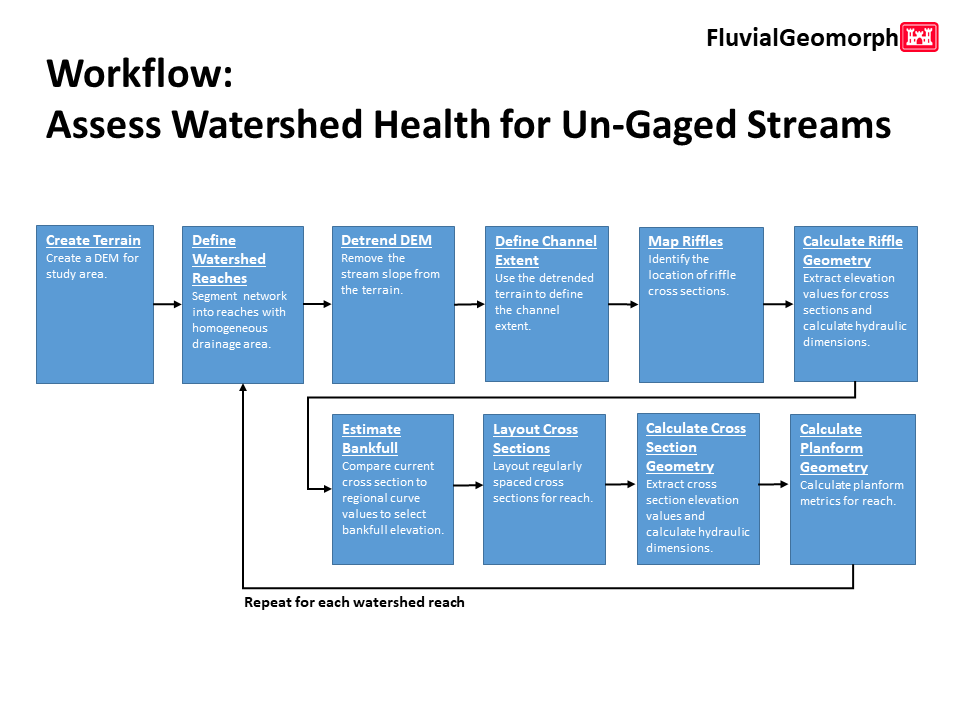 FluvialGeomorph
Workflow:
Assess Watershed Health for Un-Gaged Streams
Create Terrain
Create a DEM for
study area.
Define
Watershed
Reaches
Segment network
into reaches with
homogeneous
drainage area.
Detrend DEM
Remove the
stream slope from
the terrain.
Define Channel
Extent
Use the detrended
terrain to define
the channel
extent.
Map Riffles
Identify the
location of riffle
cross sections.
Calculate Riffle
Geometry
Extract elevation
values for cross
sections and
calculate hydraulic
dimensions.
Estimate
Bankfull
Compare current
cross section to
regional curve
values to select
bankfull elevation.
Layout Cross
Sections
Layout regularly
spaced cross
sections for reach.
Calculate Cross
Section
Geometry
Extract cross
section elevation
values and
calculate hydraulic
dimensions.
Calculate
Planform
Geometry
Calculate planform
metrics for reach.
Repeat for each watershed reach